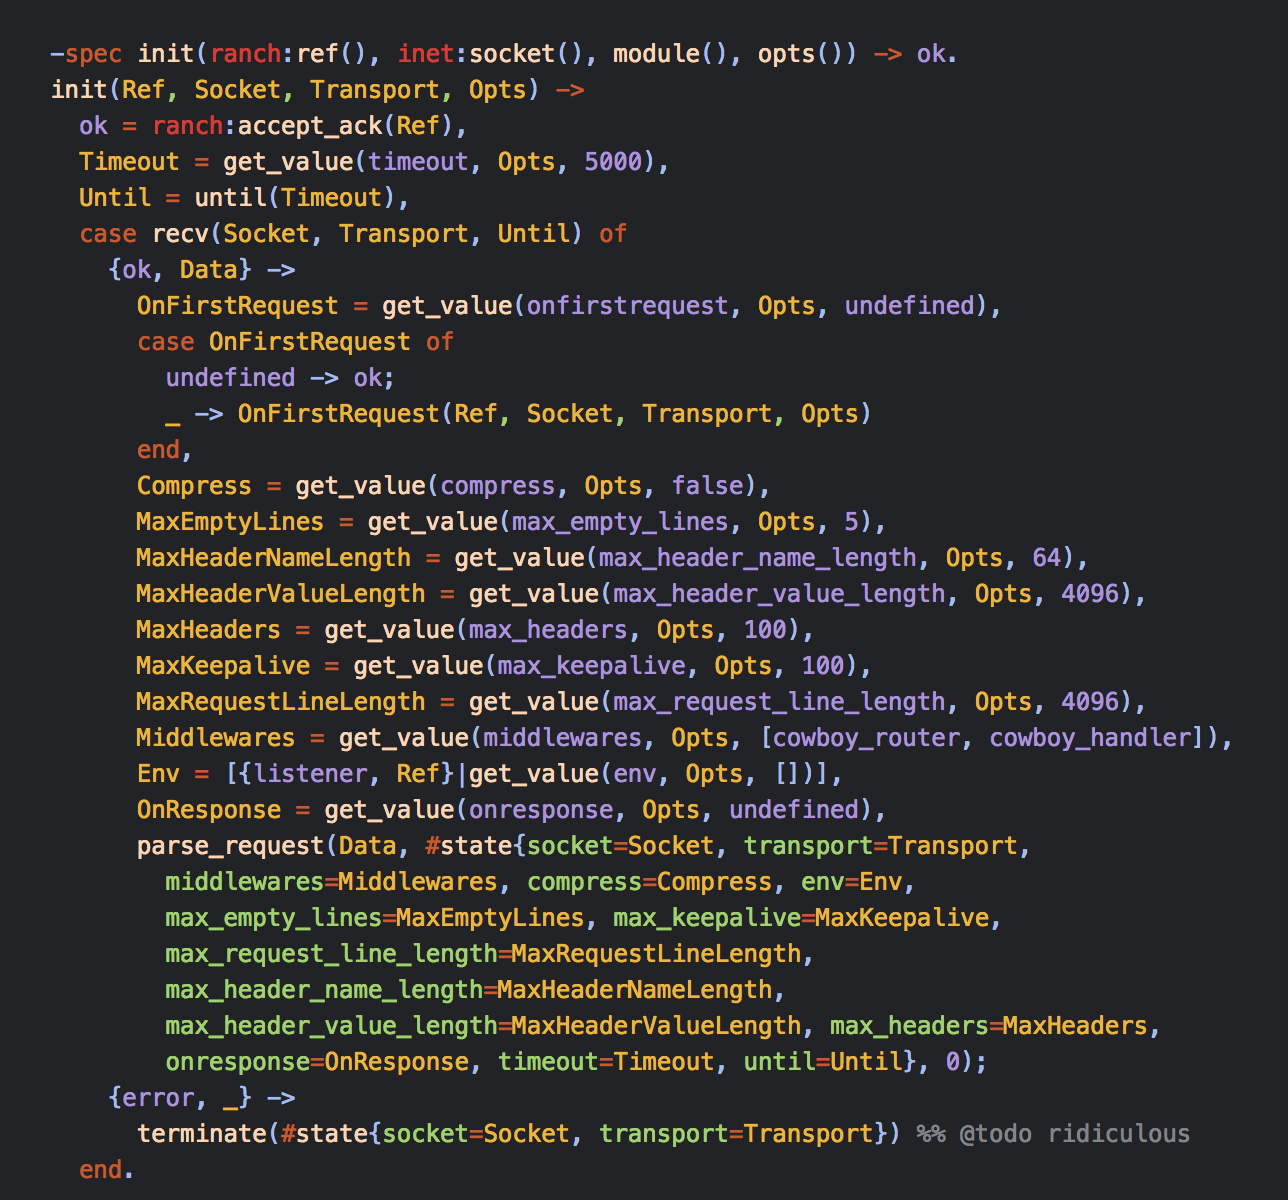 -spec init(ranch:ref(), inet:socket(), module(), opts()) -> ok.
init(Ref, Socket, Transport, Opts) ->
  ok = ranch:accept_ack(Ref),
  Timeout = get_value(timeout, Opts, 5000),
  Until = until(Timeout),
  case recv(Socket, Transport, Until) of
    {ok, Data} ->
      OnFirstRequest = get_value(onfirstrequest, Opts, undefined),
      case OnFirstRequest of
        undefined -> ok;
        _ -> OnFirstRequest(Ref, Socket, Transport, Opts)
      end,
      Compress = get_value(compress, Opts, false),
      MaxEmptyLines = get_value(max_empty_lines, Opts, 5),
      MaxHeaderNameLength = get_value(max_header_name_length, Opts, 64),
      MaxHeaderValueLength = get_value(max_header_value_length, Opts, 4096),
      MaxHeaders = get_value(max_headers, Opts, 100),
      MaxKeepalive = get_value(max_keepalive, Opts, 100),
      MaxRequestLineLength = get_value(max_request_line_length, Opts, 4096),
      Middlewares = get_value(middlewares, Opts, [cowboy_router, cowboy_handler]),
      Env = [{listener, Ref}|get_value(env, Opts, [])],
      OnResponse = get_value(onresponse, Opts, undefined),
      parse_request(Data, #state{socket=Socket, transport=Transport,
        middlewares=Middlewares, compress=Compress, env=Env,
        max_empty_lines=MaxEmptyLines, max_keepalive=MaxKeepalive,
        max_request_line_length=MaxRequestLineLength,
        max_header_name_length=MaxHeaderNameLength,
        max_header_value_length=MaxHeaderValueLength, max_headers=MaxHeaders,
        onresponse=OnResponse, timeout=Timeout, until=Until}, 0);
    {error, _} ->
      terminate(#state{socket=Socket, transport=Transport}) %% @todo ridiculous
  end.